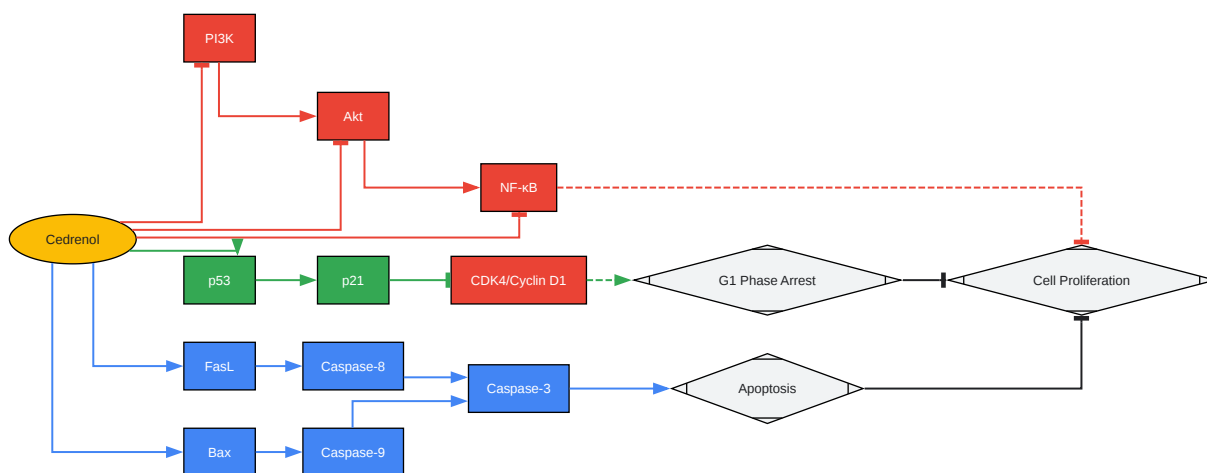 PI3K
Akt
NF-κB
Cedrenol
p53
p21
CDK4/Cyclin D1
G1 Phase Arrest
Cell Proliferation
FasL
Caspase-8
Caspase-3
Apoptosis
Bax
Caspase-9